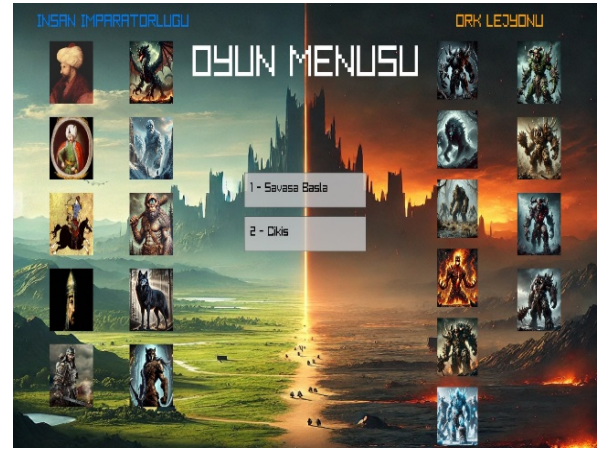 INSAN IMPARATORLUGU
ORK LEJYONU
OYUN MENUSU
1 - Savasa Basla
2 - Cikis